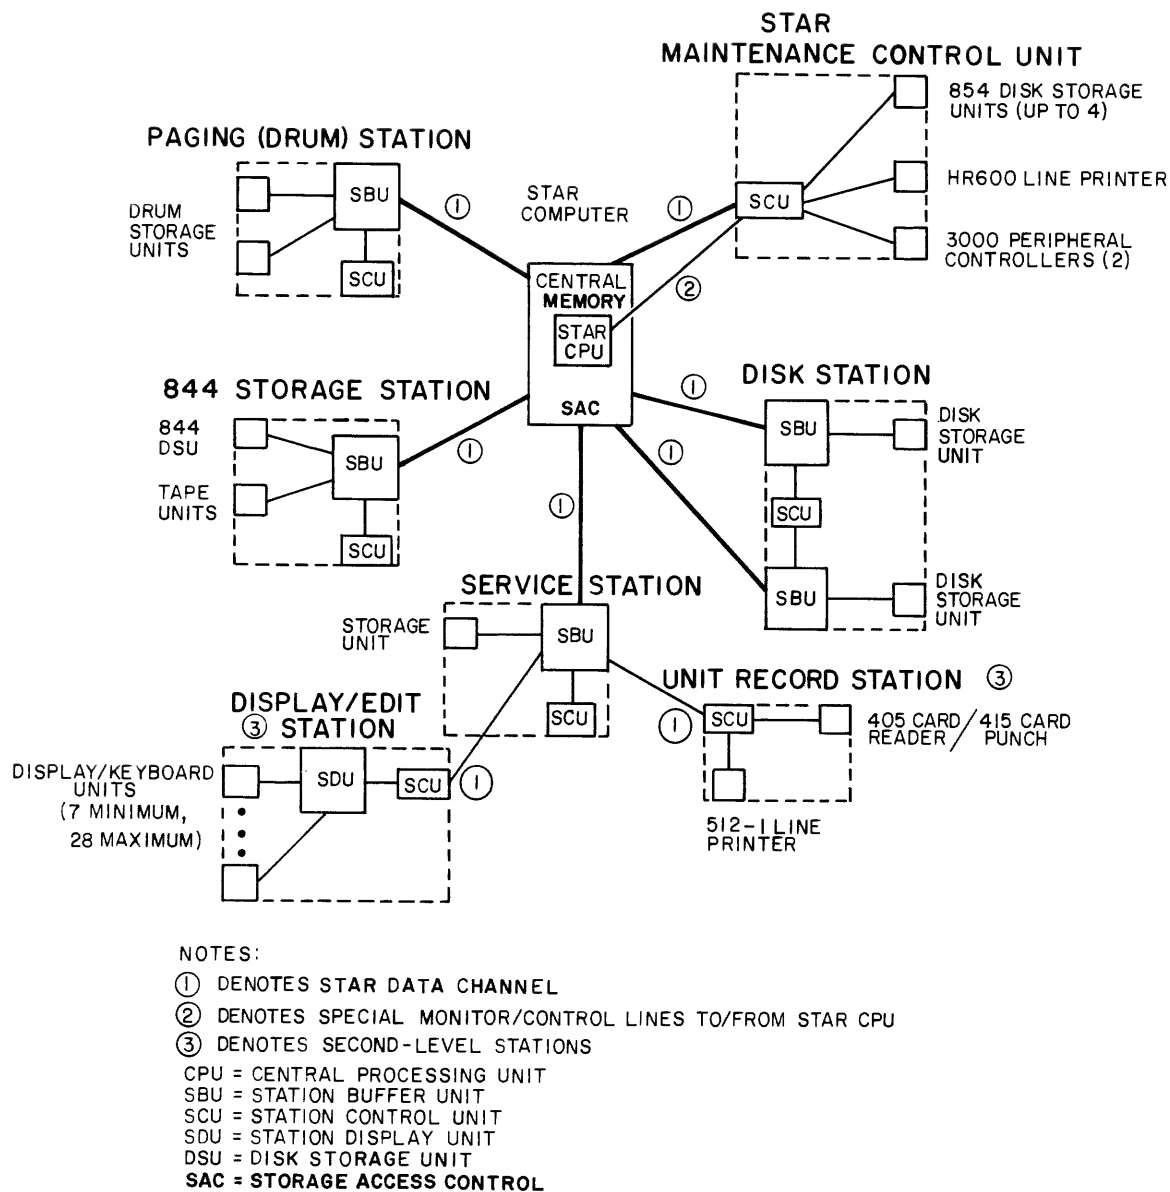 STAR
MAINTENANCE CONTROL UNIT
854 DISK STORAGE
UNITS (UP TO 4)
HR600 LINE PRINTER
3000 PERIPHERAL
CONTROLLERS (2)
SCU
①
②
PAGING (DRUM) STATION
SBU
DRUM
STORAGE
UNITS
SCU
①
STAR
COMPUTER
CENTRAL
MEMORY
STAR
CPU
SAC
844 STORAGE STATION
844
DSU
SBU
TAPE
UNITS
SCU
①
DISK STATION
①
SBU
DISK
STORAGE
UNIT
SCU
①
SBU
DISK
STORAGE
UNIT
①
SERVICE STATION
STORAGE
UNIT
SBU
SCU
UNIT RECORD STATION ③
①
SCU
405 CARD / 415 CARD
READER / PUNCH
512-1 LINE
PRINTER
DISPLAY/EDIT
③ STATION
DISPLAY/KEYBOARD
UNITS
(7 MINIMUM,
28 MAXIMUM)
SDU
SCU
①
NOTES:
① DENOTES STAR DATA CHANNEL
② DENOTES SPECIAL MONITOR/CONTROL LINES TO/FROM STAR CPU
③ DENOTES SECOND-LEVEL STATIONS
CPU = CENTRAL PROCESSING UNIT
SBU = STATION BUFFER UNIT
SCU = STATION CONTROL UNIT
SDU = STATION DISPLAY UNIT
DSU = DISK STORAGE UNIT
SAC = STORAGE ACCESS CONTROL